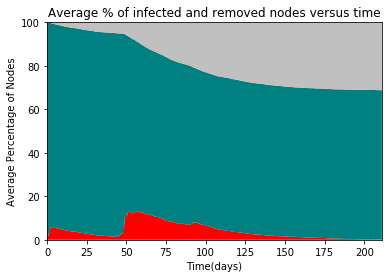 Average % of infected and removed nodes versus time
100
80
60
40
20
0
Average Percentage of Nodes
0 25 50 75 100 125 150 175 200
Time(days)